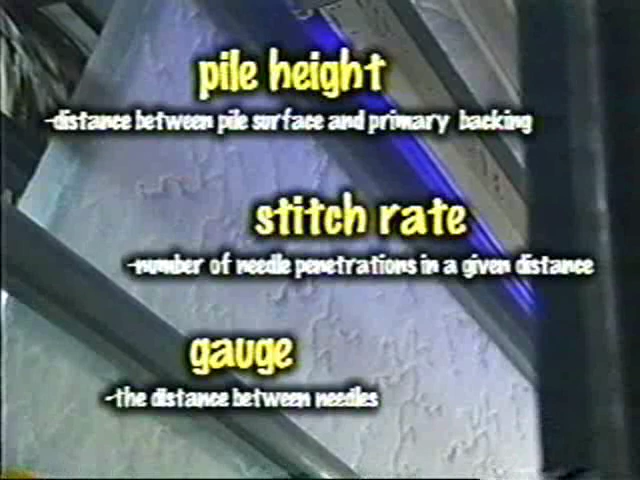 pile height
-distance between pile surface and primary backing
stitch rate
-number of needle penetrations in a given distance
gauge
-the distance between needles